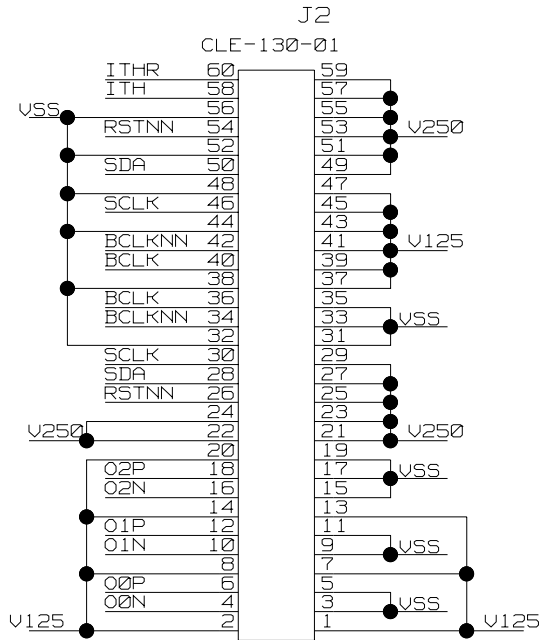 J2
CLE-130-01
ITHR 60 59
ITH 58 57
VSS 56 55
RSTNN 54 53 V250
52 51
SDA 50 49
48 47
SCLK 46 45
44 43
BCLKNN 42 41 V125
BCLK 40 39
38 37
BCLK 36 35
BCLKNN 34 33 VSS
32 31
SCLK 30 29
SDA 28 27
RSTNN 26 25
24 23
V250 22 21 V250
20 19
O2P 18 17 VSS
O2N 16 15
14 13
O1P 12 11
O1N 10 9 VSS
8 7
O0P 6 5
O0N 4 3 VSS
V125 2 1 V125